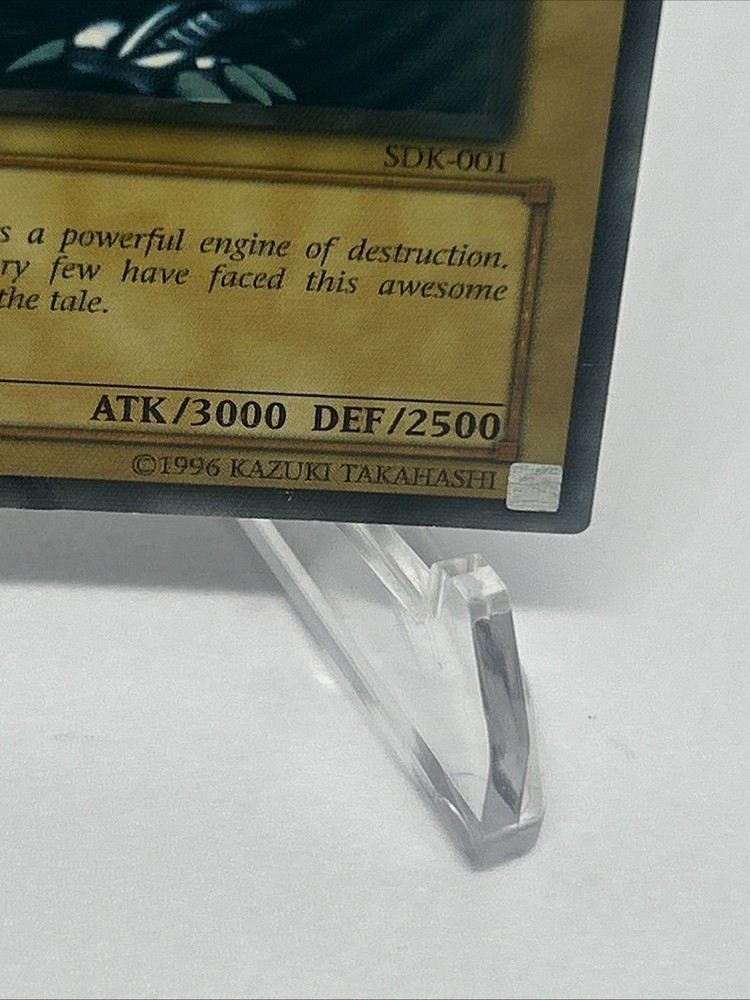 SDK-001
s a powerful engine of destruction.
ry few have faced this awesome
the tale.
ATK/3000 DEF/2500
©1996 KAZUKI TAKAHASHI